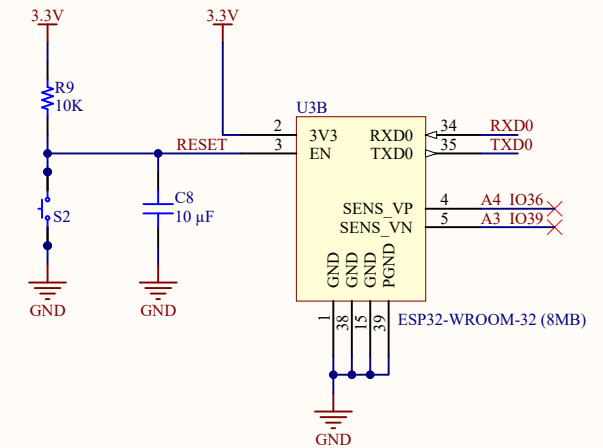 3.3V
3.3V
R9
10K
U3B
2
3V3
RXD0
34
RXD0
RESET
3
EN
TXD0
35
TXD0
C8
10 µF
S2
SENS_VP
4
A4 IO36
SENS_VN
5
A3 IO39
GND
GND
GND
PGND
1
38
15
39
ESP32-WROOM-32 (8MB)
GND
GND
GND